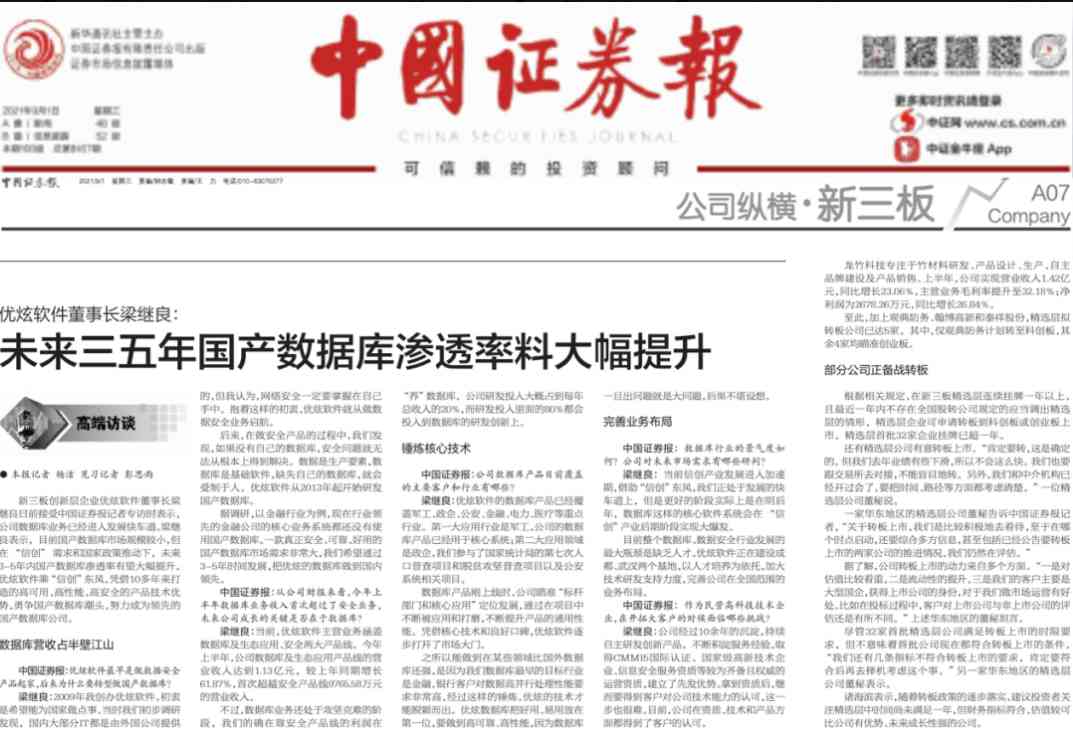 新华通讯社主管主办
中国证券报有限责任公司出版
证券市场信息披露媒体
2021年9月1日 星期三
中國证券報
CHINA SECURITIES JOURNAL
可信赖的投资顾问
更多即时资讯请登录
中证网 www.cs.com.cn
中证金牛座 App
中国证券报
公司纵横·新三板
A07
Company
优炫软件董事长梁继良：
未来三五年国产数据库渗透率料大幅提升
高端访谈
● 本报记者 杨洁 见习记者 彭思雨
新三板创新层企业优炫软件董事长梁
继良日前接受中国证券报记者专访时表示，
公司数据库业务已经进入发展快车道。梁继
良表示，目前国产数据库市场规模较小，但
在“信创”需求和国家政策推动下，未来
3-5年内国产数据库渗透率有望大幅提升。
优炫软件乘“信创”东风，凭借10多年来打
造的高可用、高性能、高安全的产品技术优
势，勇争国产数据库潮头，努力成为领先的
国产数据库公司。
数据库营收占半壁江山
中国证券报：优炫软件最早是做数据安全
产品起家，后来为什么要转型做国产数据库？
梁继良：2009年我创办优炫软件，初衷
是希望能为国家做点事。当时我们初步调研
发现，国内大部分IT都是由外国公司提供
的，但我认为，网络安全一定要掌握在自己
手中。抱着这样的初衷，优炫软件就从做数
据安全业务启航。
后来，在做安全产品的过程中，我们发
现，如果没有自己的数据库，安全问题就无
法从根本上得到解决。数据是生产要素，数
据库是基础软件，缺失自己的数据库，就会
受制于人。优炫软件从2013年起开始研发
国产数据库。
据调研，以金融行业为例，现在行业领
先的金融公司的核心业务系统都还没有使
用国产数据库。一款真正安全、可靠、好用的
国产数据库市场需求非常大，我们希望通过
3-5年时间发展，把优炫的数据库做到国内
领先。
中国证券报：从公司财报来看，今年上
半年数据库业务收入首次超过了安全业务，
未来公司成长的关键是否在于数据库？
梁继良：当前，优炫软件主营业务涵盖
数据库及生态应用、安全两大产品线。今年
上半年，公司数据库及生态应用产品线的营
业收入达到1.13亿元，较上年同期增长
61.87%，首次超越安全产品线9765.58万元
的营业收入。
不过，数据库业务还处于攻坚克难的阶
段，我们的确在靠安全产品线的利润在
“养”数据库，公司研发投入大概占到每年
总收入的20%，而研发投入里面的80%都会
投入到数据库的研发创新上。
锤炼核心技术
中国证券报：公司数据库产品目前覆盖
的主要客户和行业有哪些？
梁继良：优炫软件的数据库产品已经覆
盖军工、政企、公安、金融、电力、医疗等重点
行业。第一大应用行业是军工，公司的数据
库产品已经用于核心系统；第二大应用领域
是政企，我们参与了国家统计局的第七次人
口普查项目和脱贫攻坚普查项目以及公安
系统相关项目。
数据库产品刚上线时，公司瞄准“标杆
部门和核心应用”定位发展，通过在项目中
不断被应用和打磨，不断提升产品的通用性
能。凭借核心技术和良好口碑，优炫软件逐
步打开了市场大门。
之所以能做到在某些领域比国外数据
库还强，是因为我们数据库最早的目标行业
是金融，银行客户对数据高并行处理性能要
求非常高，经过这样的锤炼，优炫的技术才
能脱颖而出。优炫数据库把好用、易用放在
第一位，要做到高可靠、高性能，因为数据库
一旦出问题就是大问题，后果不堪设想。
完善业务布局
中国证券报：数据库行业的景气度如
何？公司对未来市场需求有哪些研判？
梁继良：当前信创产业发展进入加速
期，借助“信创”东风，我们正处于发展的快
车道上，但是更好的阶段实际上是在明后
年，数据库这样的核心软件系统会在“信
创”产业后期阶段实现大爆发。
目前整个数据库、数据安全行业发展的
最大瓶颈是缺乏人才，优炫软件正在建设成
都、武汉两个基地，以人才培养为依托，加大
技术研发支持力度，完善公司在全国范围的
业务布局。
中国证券报：作为民营高科技技术企
业，在开拓大客户的时候面临哪些挑战？
梁继良：公司经过10余年的沉淀，持续
自主研发创新产品，不断积淀服务经验，取
得CMMI5国际认证、国家级高新技术企
业、信息安全服务资质等较为齐备且权威的
运营资质，建立了先发优势。拿到资质后，继
而要得到客户对公司技术能力的认可，这一
步也很难。目前，公司在资质、技术和产品方
面都得到了客户的认可。
龙竹科技专注于竹材料研发、产品设计、生产、自主
品牌建设及产品销售。上半年，公司实现营业收入1.42亿
元，同比增长23.06%，主营业务毛利率提升至32.18%；净
利润为2678.26万元，同比增长26.84%。
至此，加上观典防务、翰博高新和泰祥股份，精选层拟
转板公司已达5家。其中，仅观典防务计划转至科创板，其
余4家均瞄准创业板。
部分公司正备战转板
根据相关规定，在新三板精选层连续挂牌一年以上，
且最近一年内不存在全国股转公司规定的应当调出精选
层的情形，精选层企业可申请转板到科创板或创业板上
市。精选层首批32家企业挂牌已超一年。
还有精选层公司有意转板上市。“肯定要转，这是确定
的，但我们去年业绩有些下滑，所以不会这么快。我们也要
跟交易所去对接，不能盲目地转。另外，我们和中介机构已
经开过会了，要把时间、路径等方面都考虑清楚。”一位精
选层公司董秘说。
一家华东地区的精选层公司董秘告诉中国证券报记
者，“关于转板上市，我们是比较积极地去看待，至于在哪
个时点启动，还要综合多方信息，甚至包括已经公告要转板
上市的两家公司的推进情况，我们仍然在评估。”
据了解，公司转板上市的动力来自多个方面。“一是对
估值比较看重，二是流动性的提升，三是我们的客户主要是
大型国企，获得上市公司的身份，对于我们做市场运营有好
处。比如在投标过程中，客户对上市公司与非上市公司的评
估还是有所不同。”上述华东地区的董秘坦言。
尽管32家首批精选层公司满足转板上市的时限要
求，但不意味着首批公司现在都符合转板上市的条件，
“我们还有几条指标不符合转板上市的要求，肯定要符
合后再去择机考虑这个事。”另一家华东地区的精选层
公司董秘表示。
诸海滨表示，随着转板政策的逐步落实，建议投资者关
注精选层中时间尚未满足一年，但财务指标符合，估值较可
比公司有优势、未来成长性强的公司。